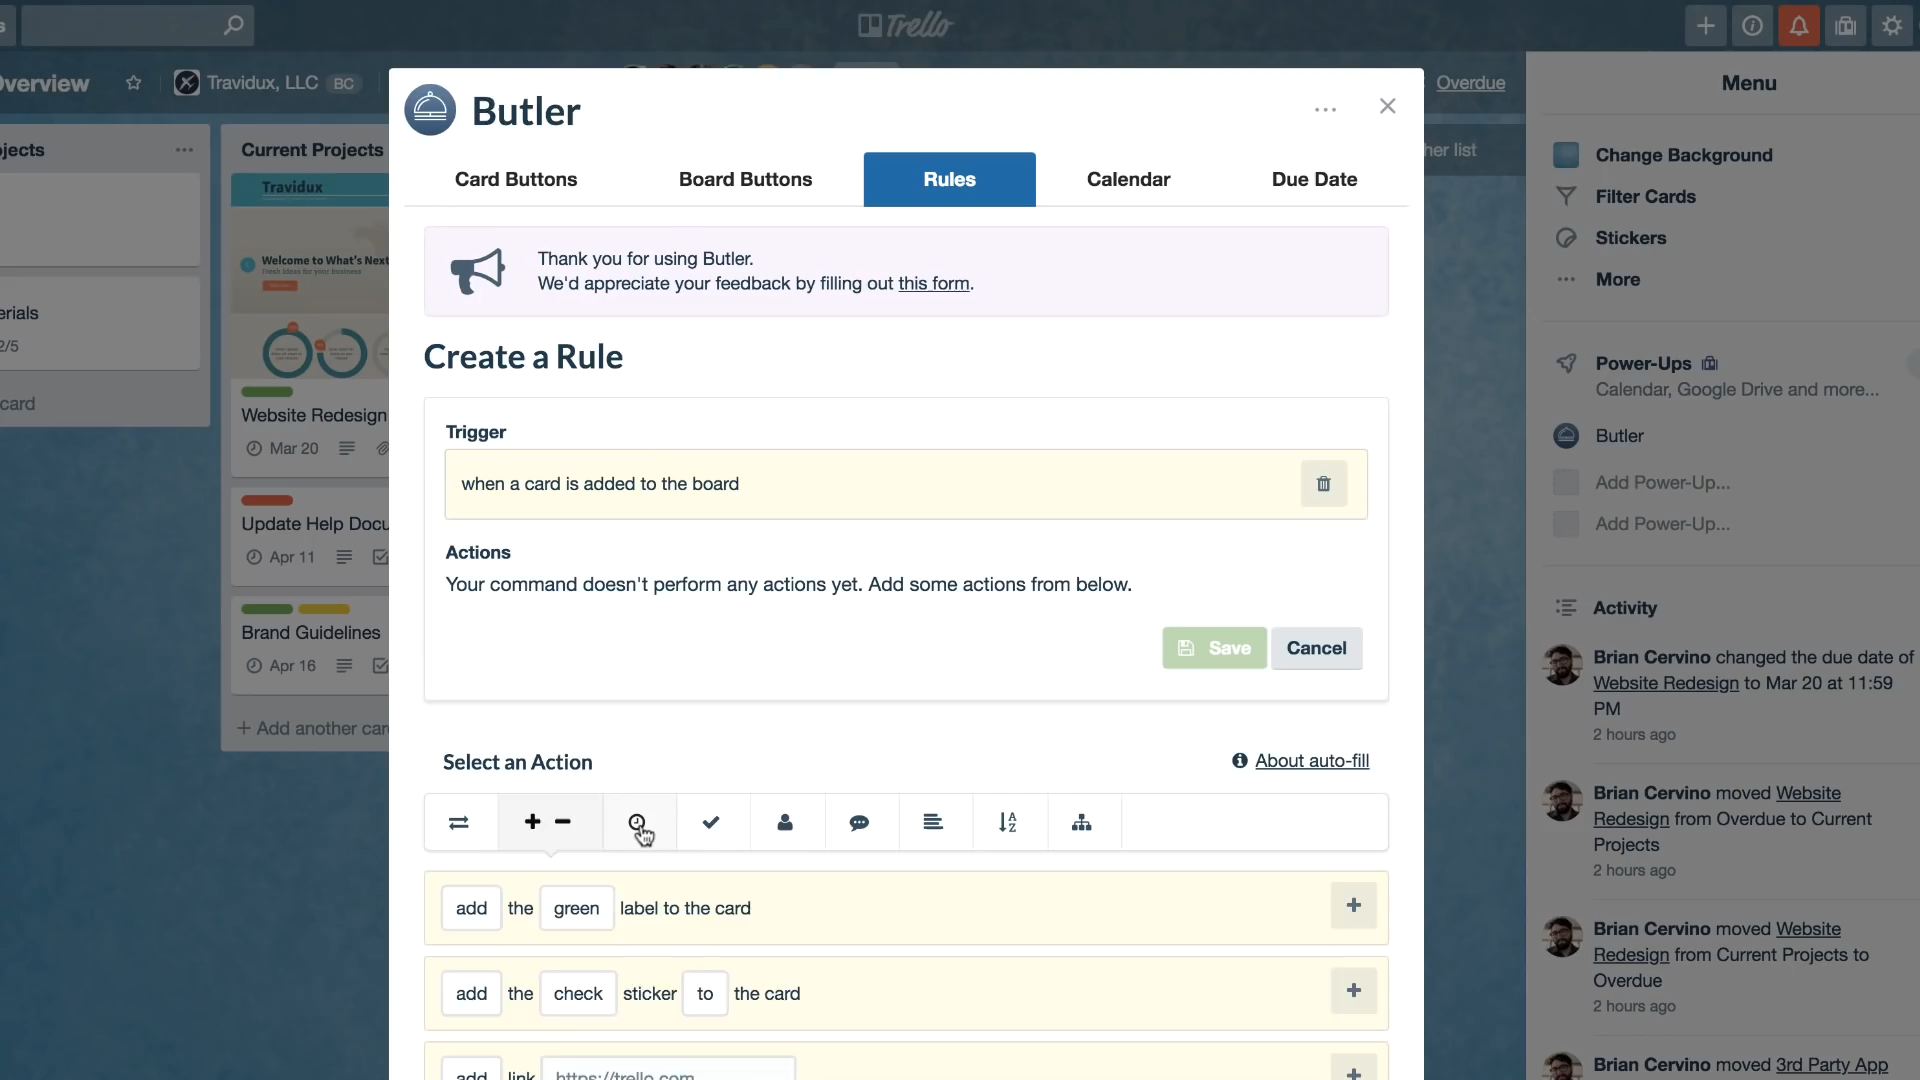 s
Trello
verview
Travidux, LLC
BC
Overdue
jects
erials
2/5
card
Current Projects
Travidux
Welcome to What's Next
Fresh ideas for your business
Website Redesign
Mar 20
Update Help Docu
Apr 11
Brand Guidelines
Apr 16
+ Add another car
her list
Butler
Card Buttons
Board Buttons
Rules
Calendar
Due Date
Thank you for using Butler.
We'd appreciate your feedback by filling out this form.
Create a Rule
Trigger
when a card is added to the board
Actions
Your command doesn't perform any actions yet. Add some actions from below.
Save
Cancel
Select an Action
About auto-fill
add the green label to the card
add the check sticker to the card
add link https://trello.com
Menu
Change Background
Filter Cards
Stickers
More
Power-Ups
Calendar, Google Drive and more...
Butler
Add Power-Up...
Add Power-Up...
Activity
Brian Cervino changed the due date of
Website Redesign to Mar 20 at 11:59
PM
2 hours ago
Brian Cervino moved Website
Redesign from Overdue to Current
Projects
2 hours ago
Brian Cervino moved Website
Redesign from Current Projects to
Overdue
2 hours ago
Brian Cervino moved 3rd Party App